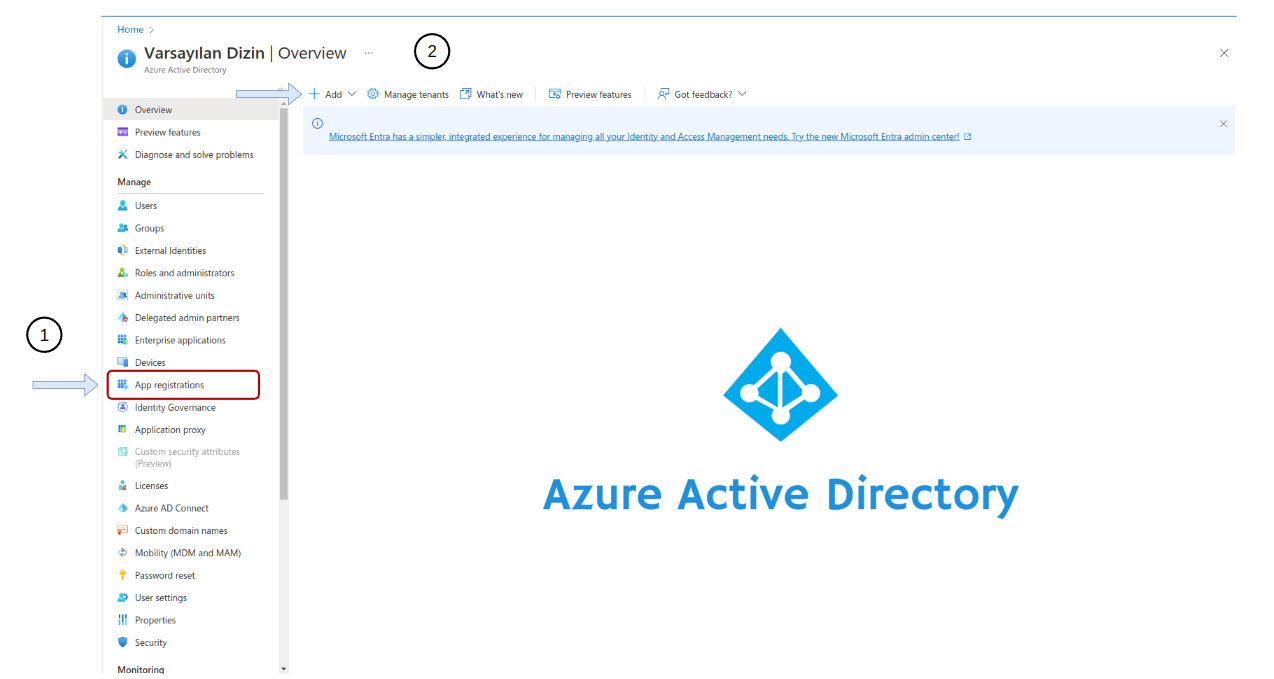 Home >
Varsayılan Dizin | Overview ...
2
Azure Active Directory
+ Add Manage tenants What's new Preview features Got feedback?
Microsoft Entra has a simpler, integrated experience for managing all your Identity and Access Management needs. Try the new Microsoft Entra admin center!
Overview
Preview features
Diagnose and solve problems
Manage
Users
Groups
External Identities
Roles and administrators
Administrative units
Delegated admin partners
1
Enterprise applications
Devices
App registrations
Identity Governance
Application proxy
Custom security attributes
(Preview)
Licenses
Azure AD Connect
Custom domain names
Mobility (MDM and MAM)
Password reset
User settings
Properties
Security
Monitoring
Azure Active Directory